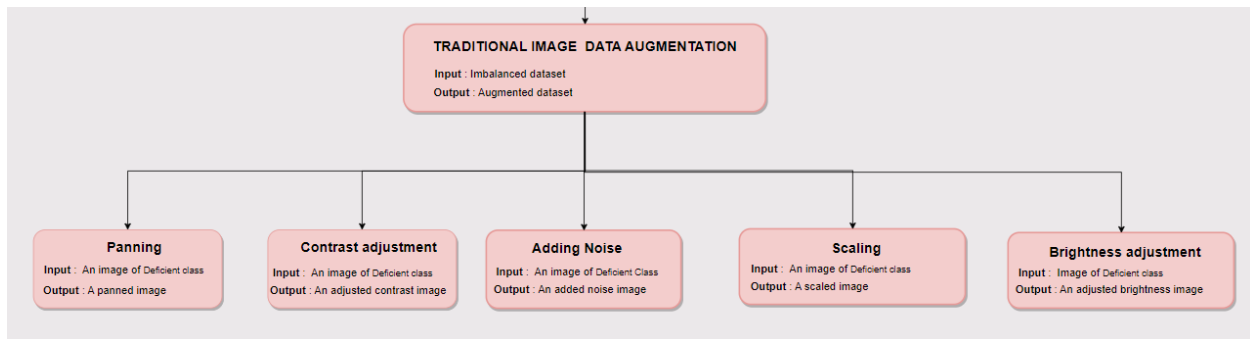 TRADITIONAL IMAGE DATA AUGMENTATION
Input : Imbalanced dataset
Output : Augmented dataset
Panning
Input : An image of Deficient class
Output : A panned image
Contrast adjustment
Input : An image of Deficient class
Output : An adjusted contrast image
Adding Noise
Input : An image of Deficient Class
Output : An added noise image
Scaling
Input : An image of Deficient class
Output : A scaled image
Brightness adjustment
Input : Image of Deficient class
Output : An adjusted brightness image